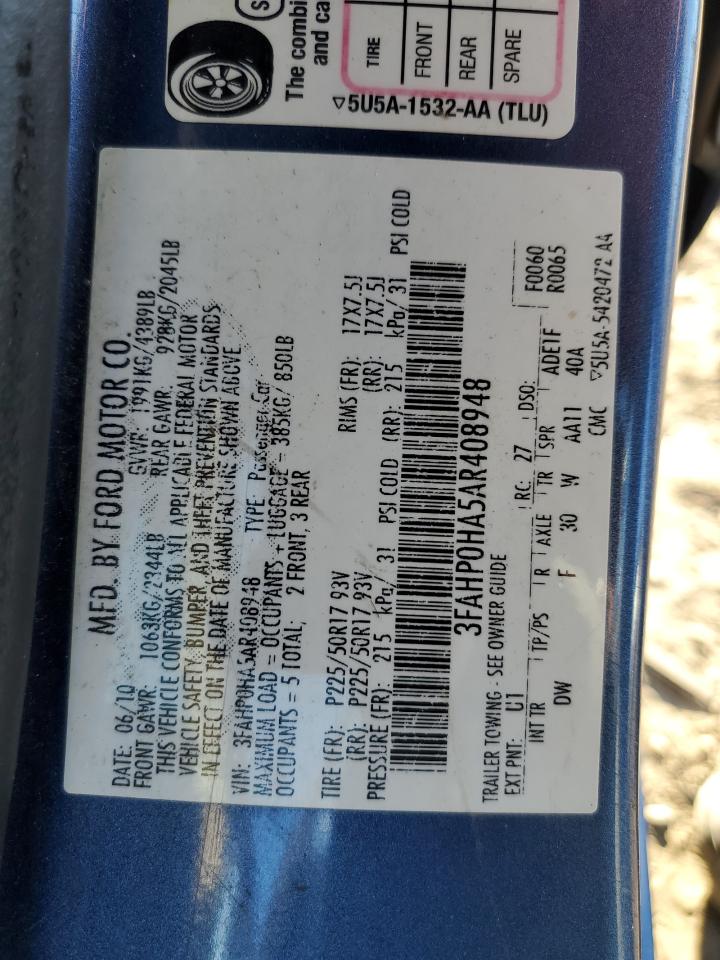 The combi
and ca
TIRE
FRONT
REAR
SPARE
▽5U5A-1532-AA (TLU)
MFD. BY FORD MOTOR CO.
DATE: 06/10 GVWR: 1991KG/4389LB
FRONT GAWR: 1063KG/2344LB REAR GAWR: 928KG/2045LB
THIS VEHICLE CONFORMS TO ALL APPLICABLE FEDERAL MOTOR
VEHICLE SAFETY, BUMPER, AND THEFT PREVENTION STANDARDS
IN EFFECT ON THE DATE OF MANUFACTURE SHOWN ABOVE
VIN: 3FAHP0HA5AR408948 TYPE: Passenger Car
MAXIMUM LOAD = OCCUPANTS + LUGGAGE = 385KG/ 850LB
OCCUPANTS = 5 TOTAL; 2 FRONT, 3 REAR
TIRE (FR): P225/50R17 93V RIMS (FR): 17X7.5J
(RR): P225/50R17 93V (RR): 17X7.5J
PRESSURE (FR): 215 kPa/ 31 PSI COLD (RR): 215 kPa/ 31 PSI COLD
3FAHP0HA5AR408948
TRAILER TOWING - SEE OWNER GUIDE
EXT PNT: U1 RC: 27 DSO: F0060
R0065
INT TR TP/PS R AXLE TR SPR ADE1F
DW F 30 W AA11 40A
CMC ▽5U5A-5420472 AA